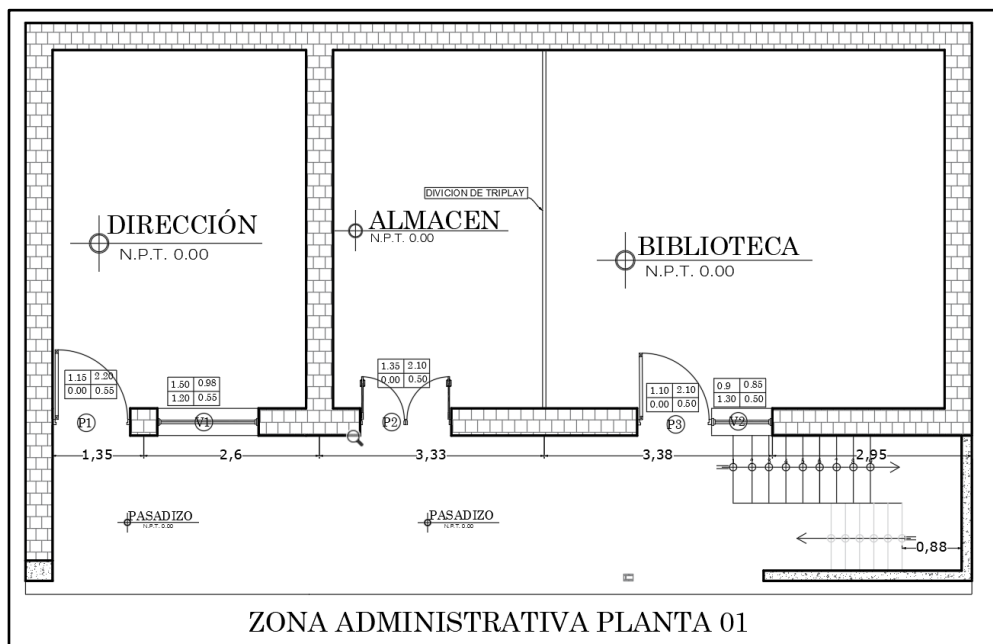 DIVICION DE TRIPLAY
DIRECCIÓN
N.P.T. 0.00
ALMACEN
N.P.T. 0.00
BIBLIOTECA
N.P.T. 0.00
1.15 2.20
0.00 0.55
1.50 0.98
1.20 0.55
1.35 2.10
0.00 0.50
1.10 2.10
0.00 0.50
0.9 0.85
1.30 0.50
P1
V1
P2
P3
V2
1,35
2,6
3,33
3,38
2,95
PASADIZO
N.P.T. 0.00
PASADIZO
N.P.T. 0.00
0,88
ZONA ADMINISTRATIVA PLANTA 01